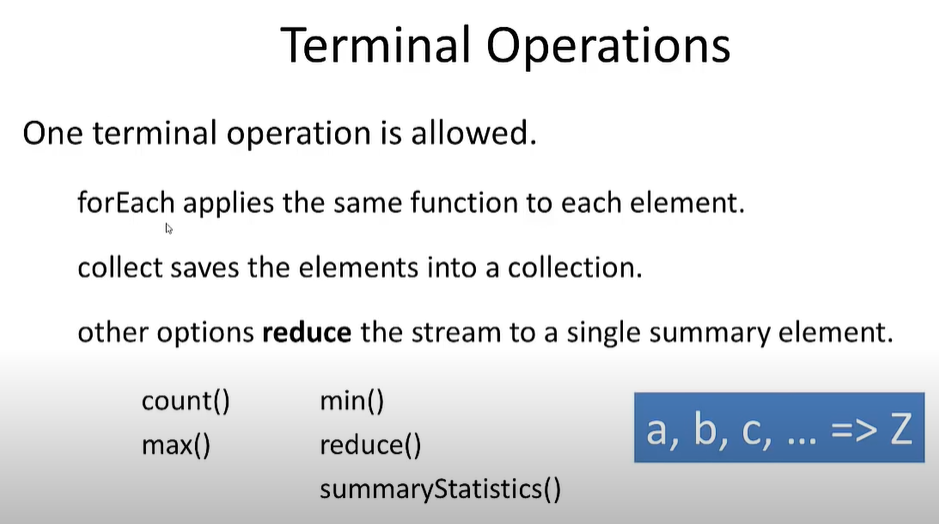 Terminal Operations
One terminal operation is allowed.
forEach applies the same function to each element.
collect saves the elements into a collection.
other options reduce the stream to a single summary element.
count() min()
max() reduce()
summaryStatistics()
a, b, c, ... => Z